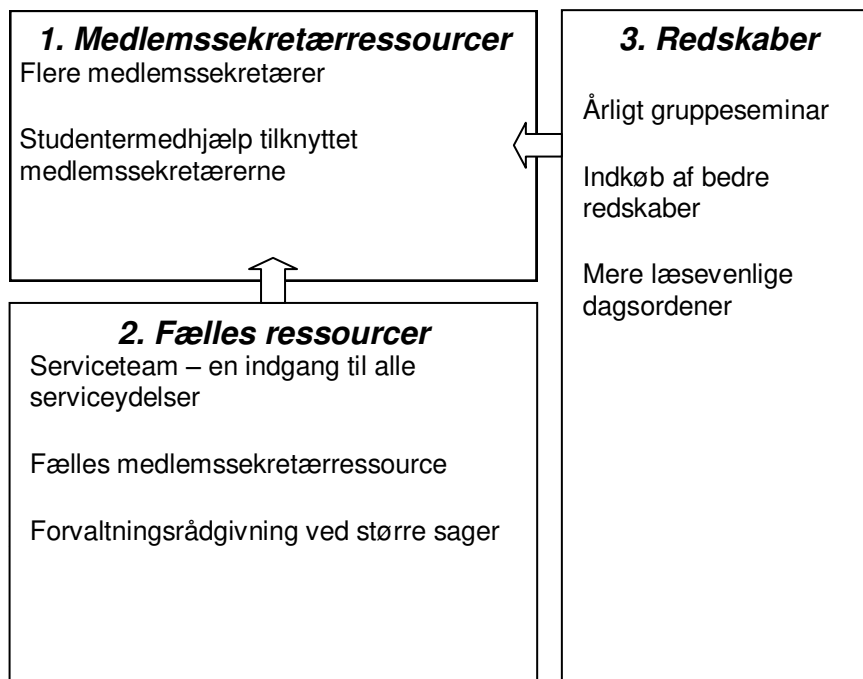 1. Medlemssekretærressourcer
Flere medlemssekretærer
Studentermedhjælp tilknyttet
medlemssekretærerne
2. Fælles ressourcer
Serviceteam – en indgang til alle
serviceydelser
Fælles medlemssekretærressource
Forvaltningsrådgivning ved større sager
3. Redskaber
Årligt gruppeseminar
Indkøb af bedre
redskaber
Mere læsevenlige
dagsordener